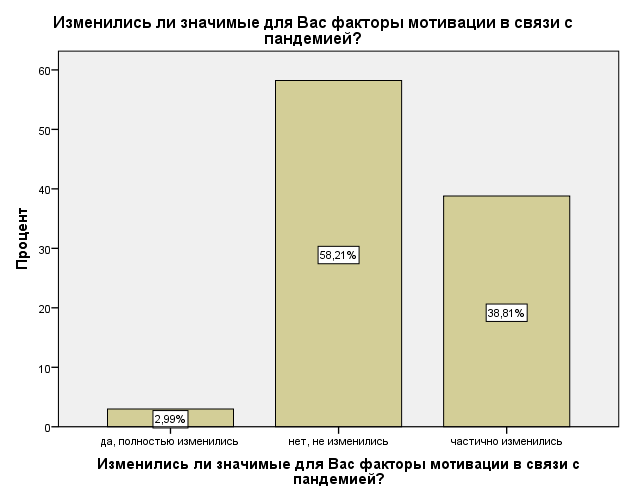 Изменились ли значимые для Вас факторы мотивации в связи с
пандемией?
Процент
60
50
40
30
20
10
0
2,99%
58,21%
38,81%
да, полностью изменились
нет, не изменились
частично изменились
Изменились ли значимые для Вас факторы мотивации в связи с
пандемией?